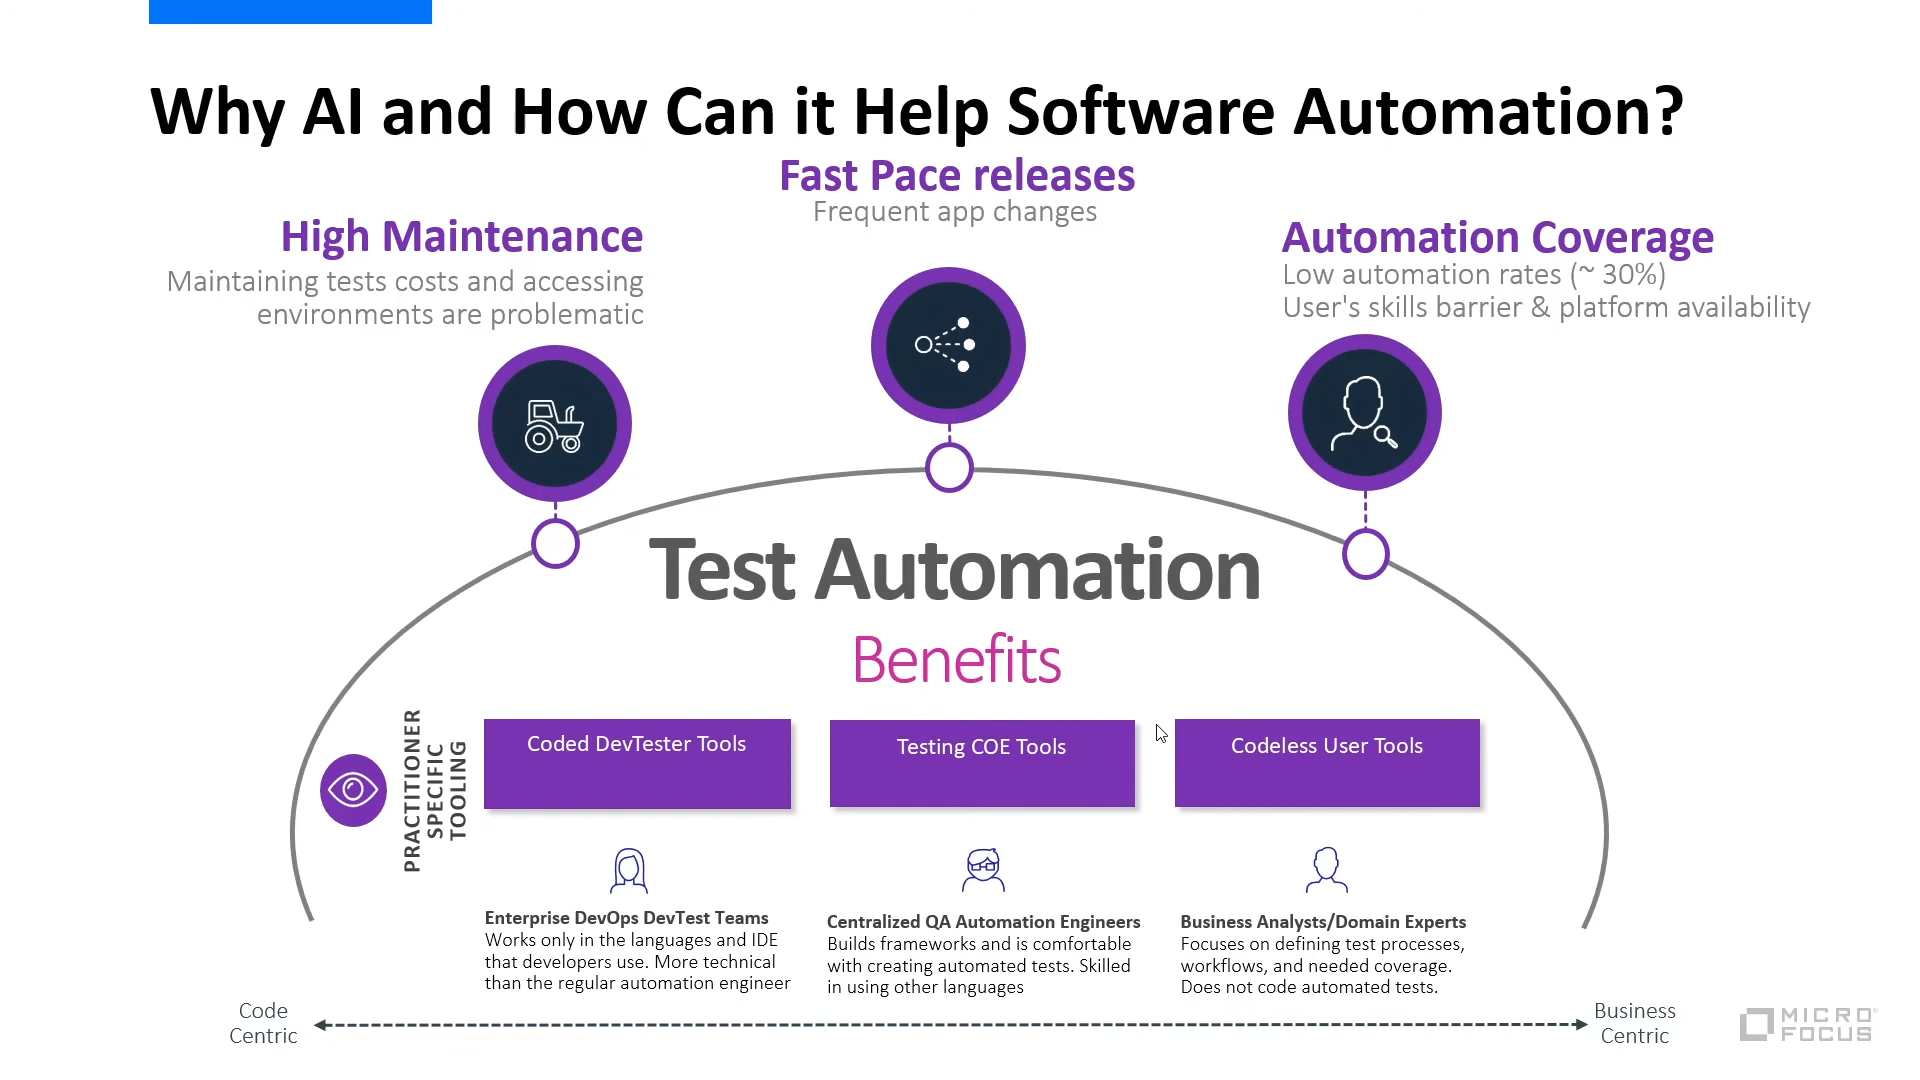 Why AI and How Can it Help Software Automation?
Fast Pace releases
Frequent app changes
High Maintenance
Maintaining tests costs and accessing
environments are problematic
Automation Coverage
Low automation rates (~ 30%)
User's skills barrier & platform availability
Test Automation
Benefits
PRACTITIONER
SPECIFIC
TOOLING
Coded DevTester Tools
Testing COE Tools
Codeless User Tools
Enterprise DevOps DevTest Teams
Works only in the languages and IDE
that developers use. More technical
than the regular automation engineer
Centralized QA Automation Engineers
Builds frameworks and is comfortable
with creating automated tests. Skilled
in using other languages
Business Analysts/Domain Experts
Focuses on defining test processes,
workflows, and needed coverage.
Does not code automated tests.
Code
Centric
Business
Centric
MICRO
FOCUS